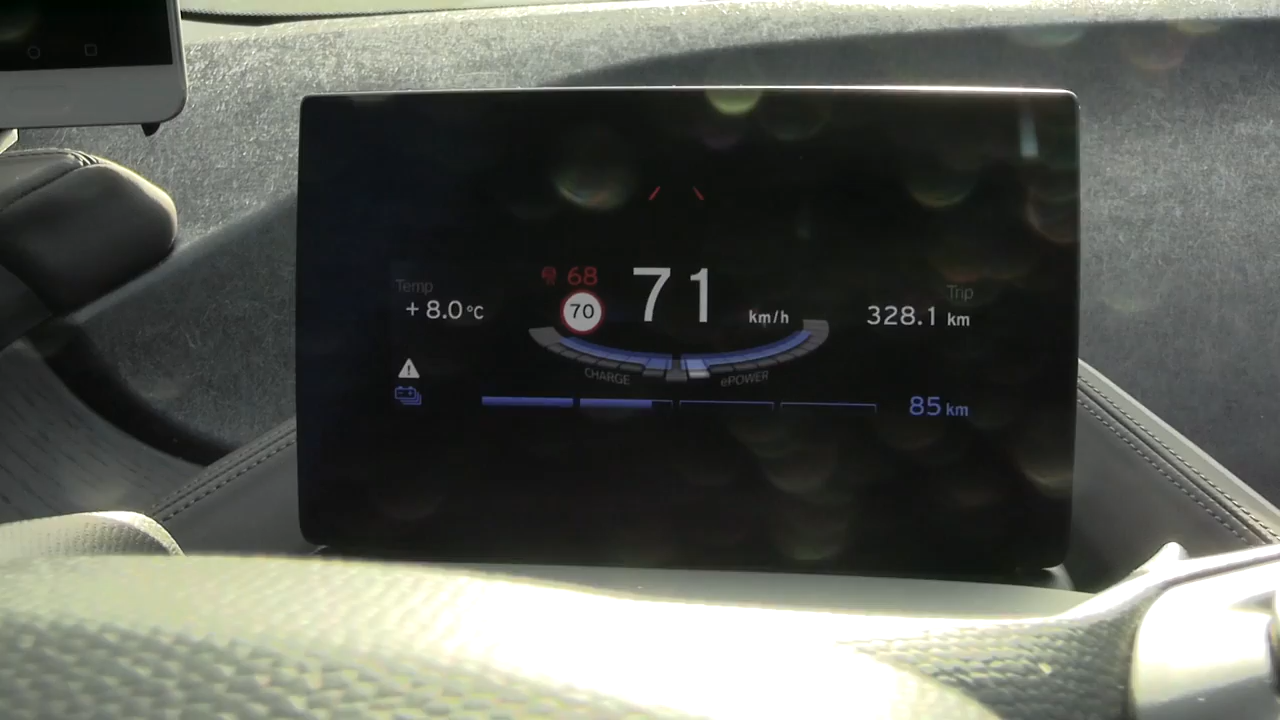 68
70
71
km/h
Temp
+ 8.0°C
Trip
328.1 km
CHARGE
ePOWER
85 km